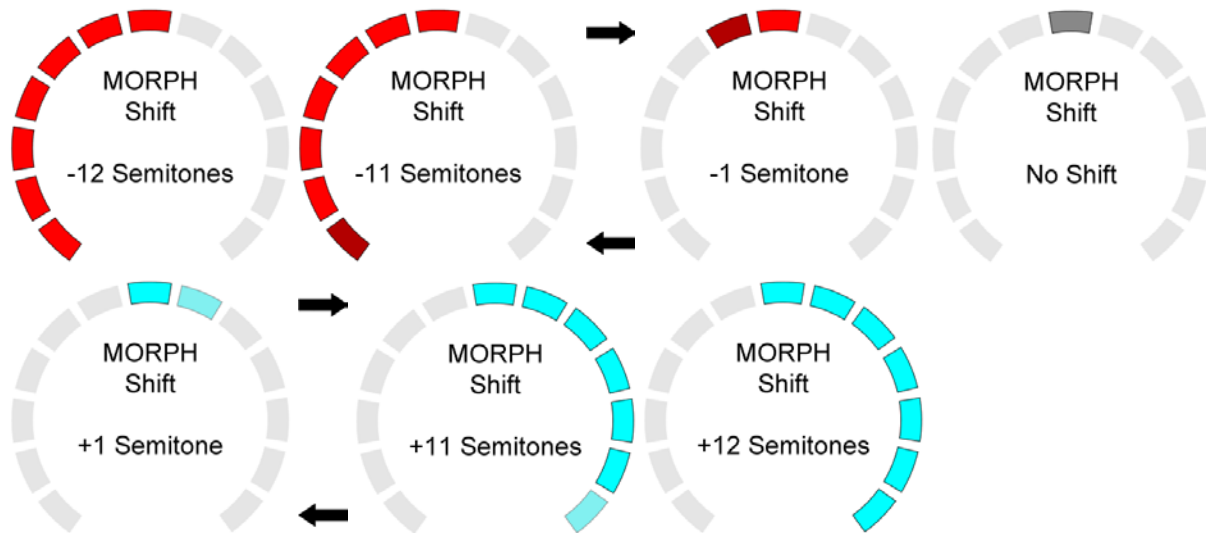 MORPH
Shift
-12 Semitones
MORPH
Shift
-11 Semitones
MORPH
Shift
-1 Semitone
MORPH
Shift
No Shift
MORPH
Shift
+1 Semitone
MORPH
Shift
+11 Semitones
MORPH
Shift
+12 Semitones